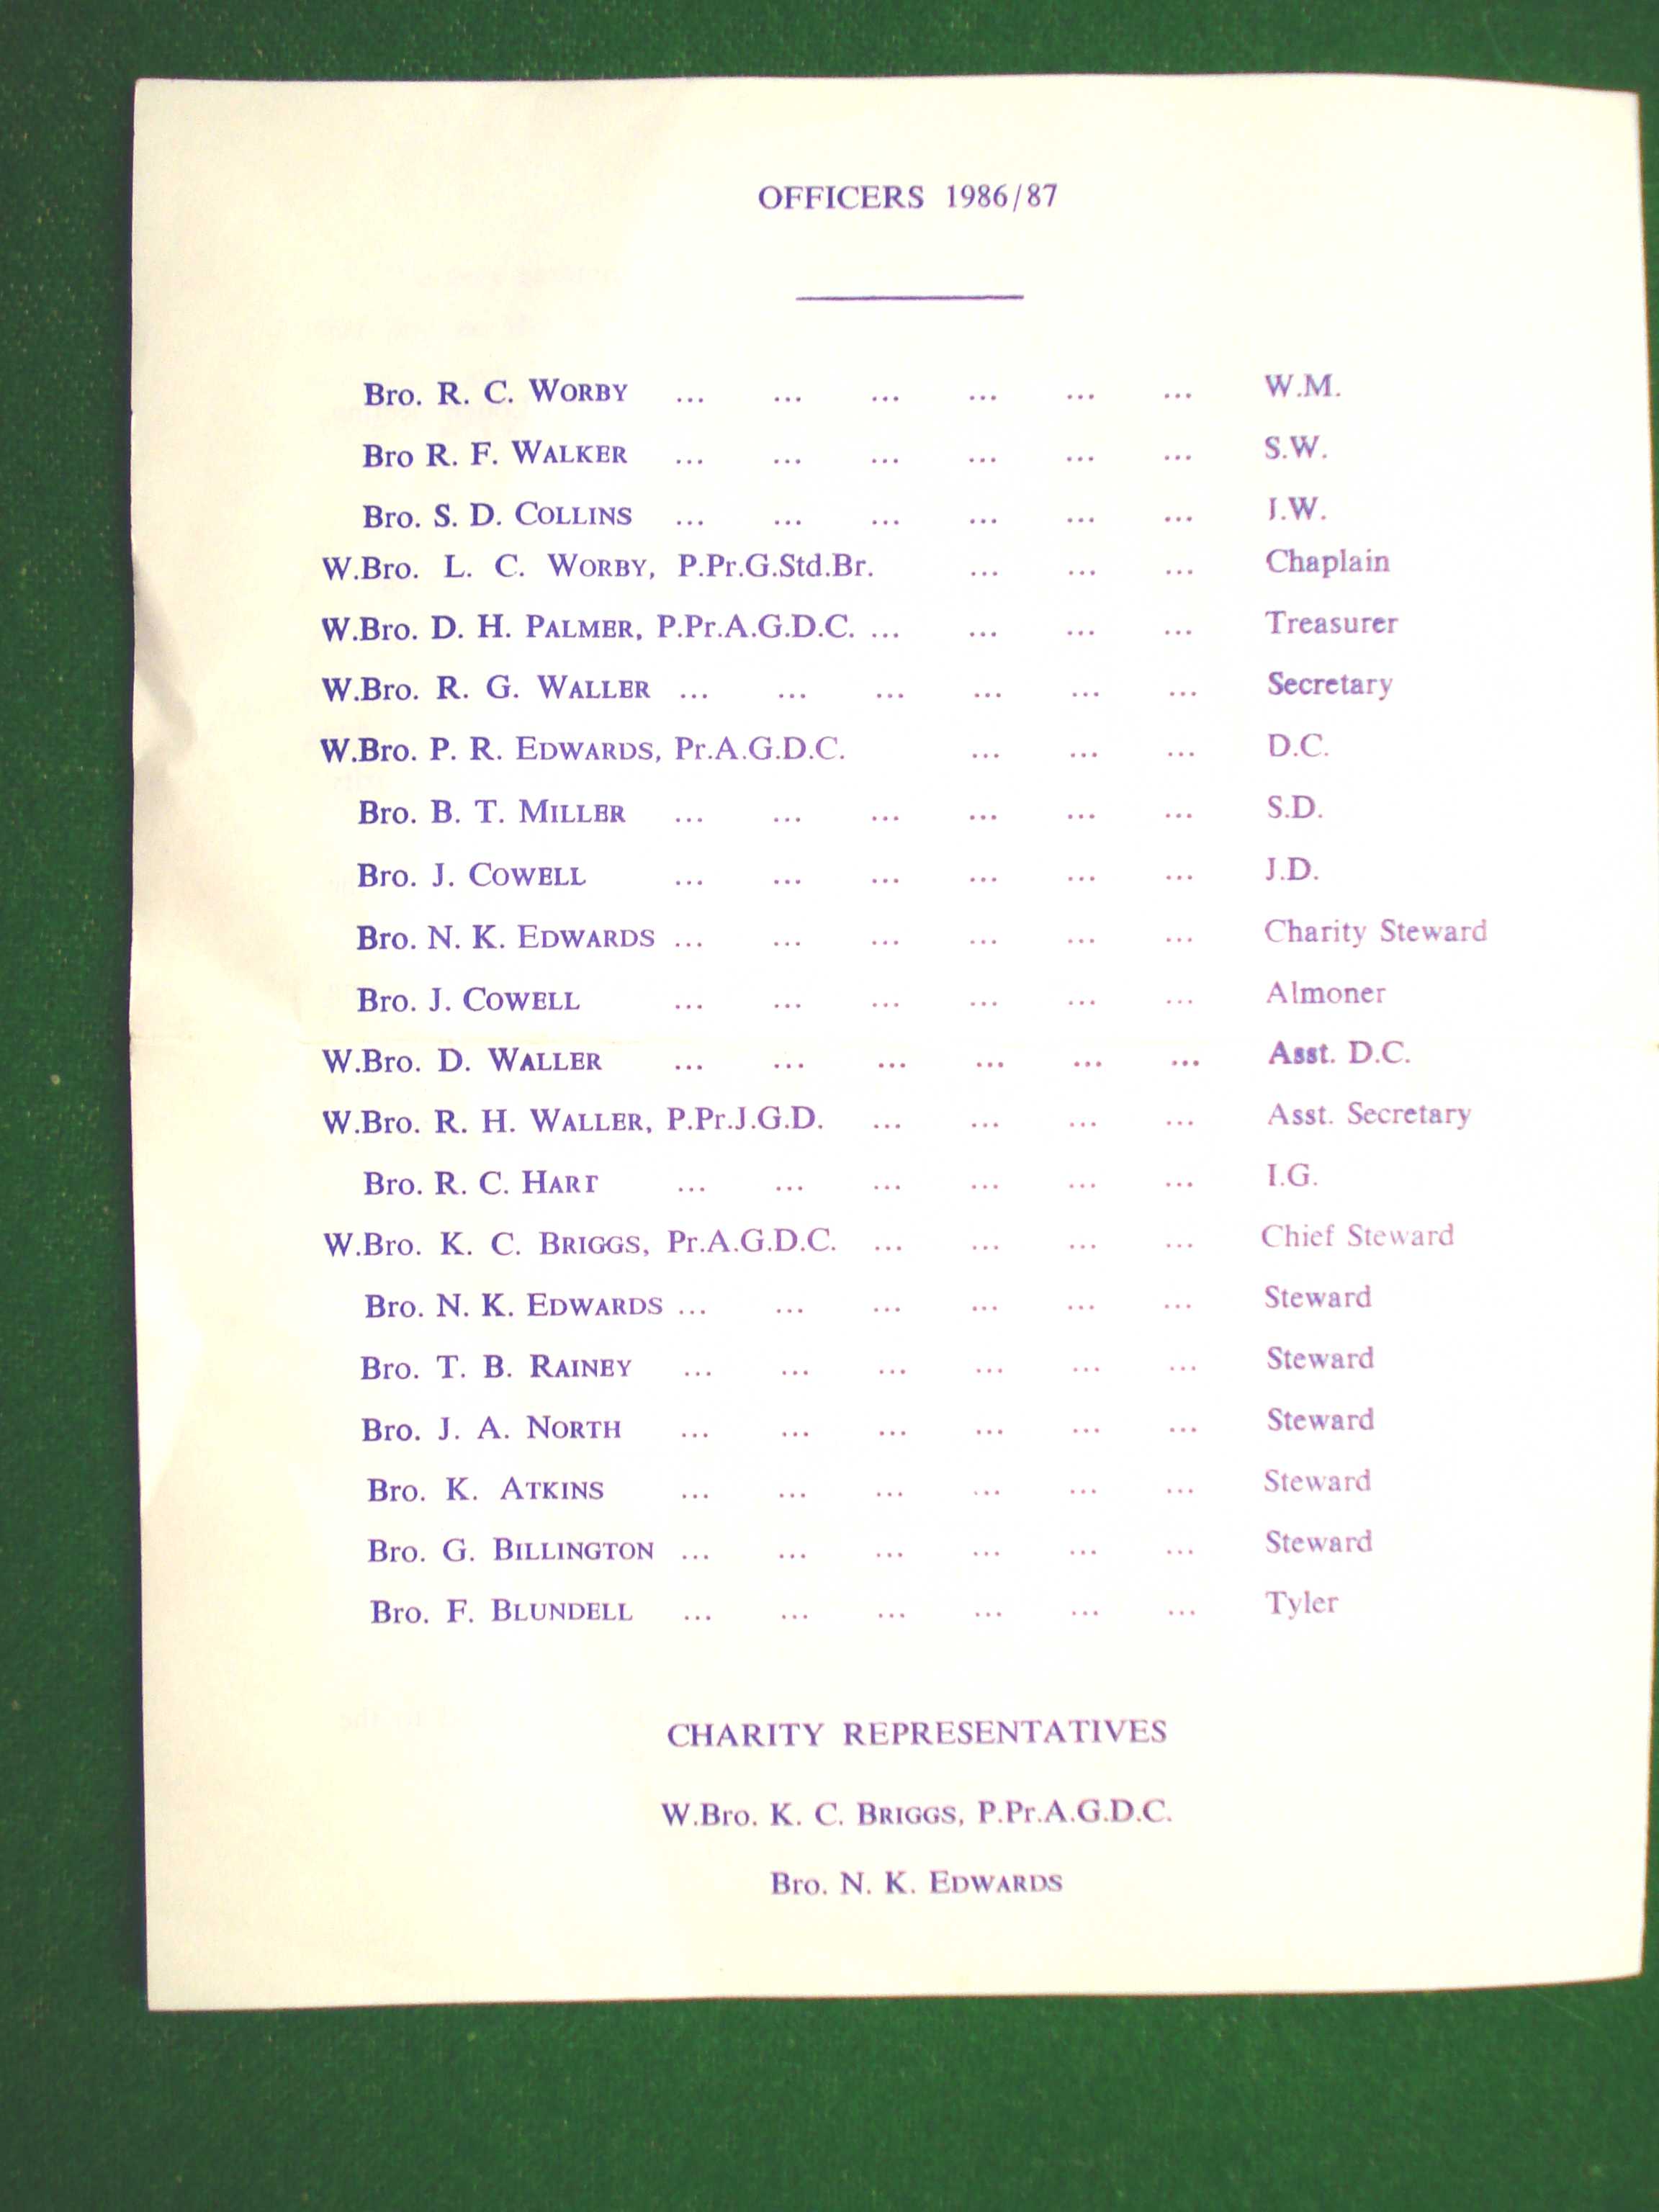 OFFICERS 1986/87
Bro. R. C. WORBY ... ... ... ... ... ... W.M.
Bro R. F. WALKER ... ... ... ... ... ... S.W.
Bro. S. D. COLLINS ... ... ... ... ... ... J.W.
W.Bro. L. C. WORBY, P.Pr.G.Std.Br. ... ... ... Chaplain
W.Bro. D. H. PALMER, P.Pr.A.G.D.C. ... ... ... ... Treasurer
W.Bro. R. G. WALLER ... ... ... ... ... ... Secretary
W.Bro. P. R. EDWARDS, Pr.A.G.D.C. ... ... ... D.C.
Bro. B. T. MILLER ... ... ... ... ... ... S.D.
Bro. J. COWELL ... ... ... ... ... ... J.D.
Bro. N. K. EDWARDS ... ... ... ... ... ... Charity Steward
Bro. J. COWELL ... ... ... ... ... ... Almoner
W.Bro. D. WALLER ... ... ... ... ... ... Asst. D.C.
W.Bro. R. H. WALLER, P.Pr.J.G.D. ... ... ... ... Asst. Secretary
Bro. R. C. HART ... ... ... ... ... ... I.G.
W.Bro. K. C. BRIGGS, Pr.A.G.D.C. ... ... ... ... Chief Steward
Bro. N. K. EDWARDS ... ... ... ... ... ... Steward
Bro. T. B. RAINEY ... ... ... ... ... ... Steward
Bro. J. A. NORTH ... ... ... ... ... ... Steward
Bro. K. ATKINS ... ... ... ... ... ... Steward
Bro. G. BILLINGTON ... ... ... ... ... ... Steward
Bro. F. BLUNDELL ... ... ... ... ... ... Tyler
CHARITY REPRESENTATIVES
W.Bro. K. C. BRIGGS, P.Pr.A.G.D.C.
Bro. N. K. EDWARDS